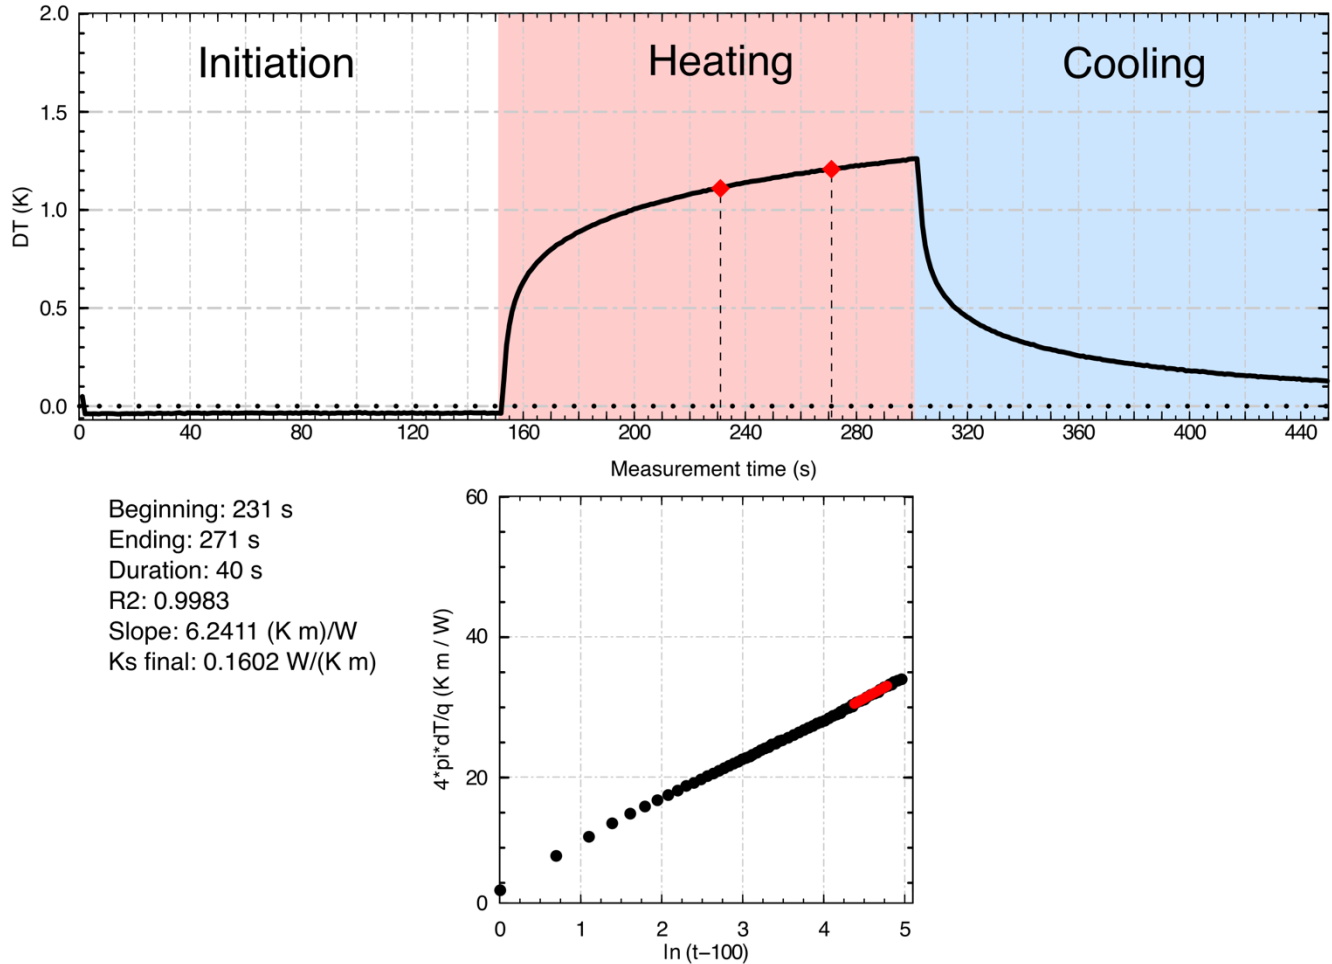 Initiation
Heating
Cooling
2.0
1.5
1.0
0.5
0.0
DT (K)
0 40 80 120 160 200 240 280 320 360 400 440
Measurement time (s)
Beginning: 231 s
Ending: 271 s
Duration: 40 s
R2: 0.9983
Slope: 6.2411 (K m)/W
Ks final: 0.1602 W/(K m)
60
40
20
0
4*pi*dT/q (K m / W)
0 1 2 3 4 5
ln (t−100)